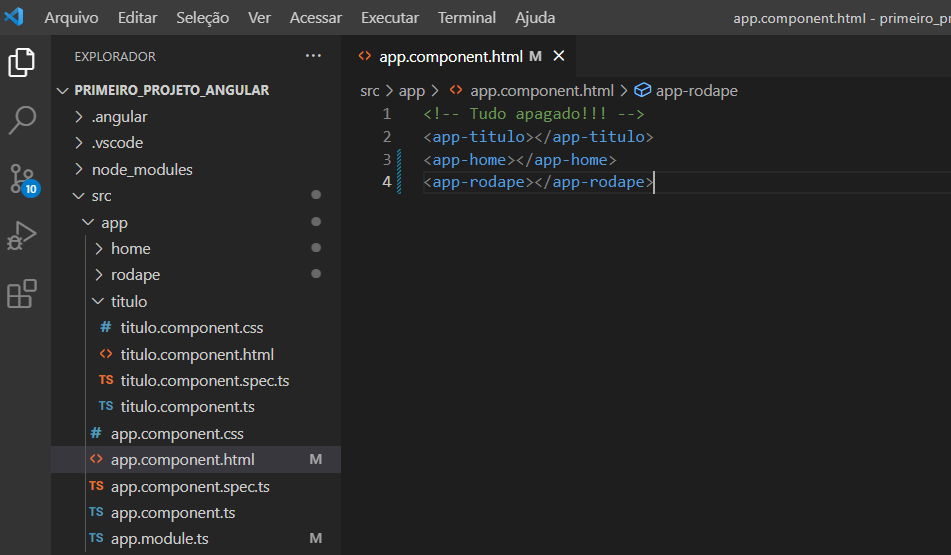 Arquivo Editar Seleção Ver Acessar Executar Terminal Ajuda app.component.html - primeiro_pr
EXPLORADOR ···
PRIMEIRO_PROJETO_ANGULAR
.angular
.vscode
node_modules
src
app
home
rodape
titulo
# titulo.component.css
<> titulo.component.html
TS titulo.component.spec.ts
TS titulo.component.ts
# app.component.css
<> app.component.html M
TS app.component.spec.ts
TS app.component.ts
TS app.module.ts M
10
<> app.component.html M ×
src > app > <> app.component.html > app-rodape
1 <!-- Tudo apagado!!! -->
2 <app-titulo></app-titulo>
3 <app-home></app-home>
4 <app-rodape></app-rodape>